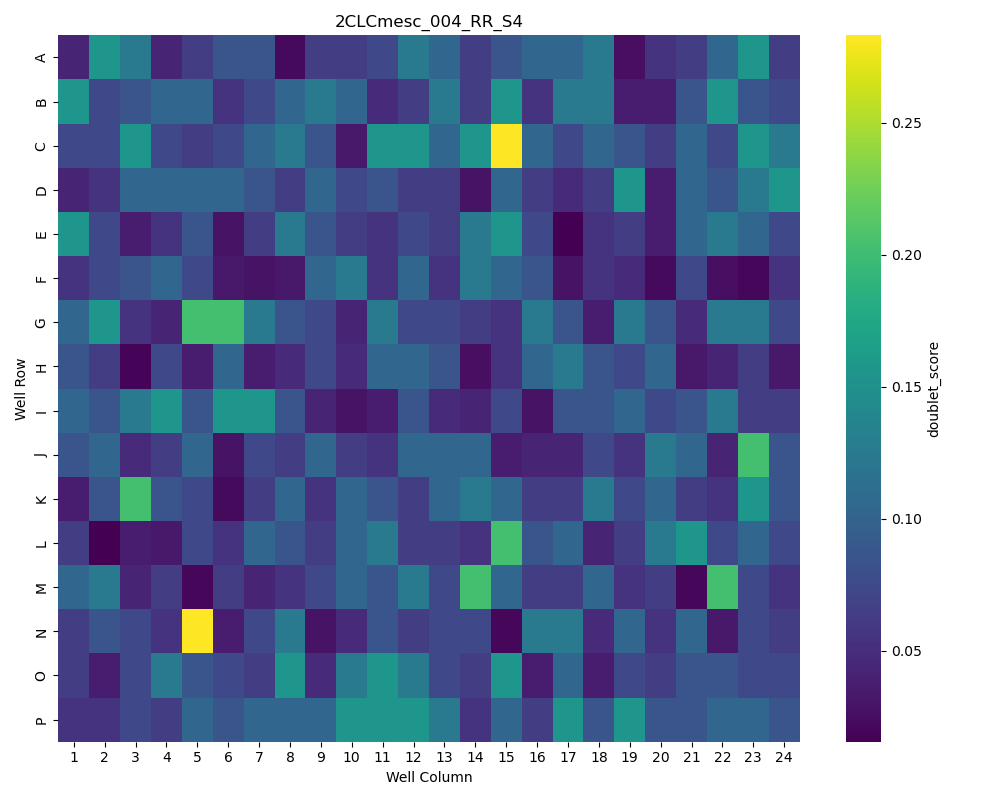 2CLCmesc_004_RR_S4
A
B
C
D
E
F
G
H
I
J
K
L
M
N
O
P
Well Row
1 2 3 4 5 6 7 8 9 10 11 12 13 14 15 16 17 18 19 20 21 22 23 24
Well Column
0.25
0.20
0.15
0.10
0.05
doublet_score